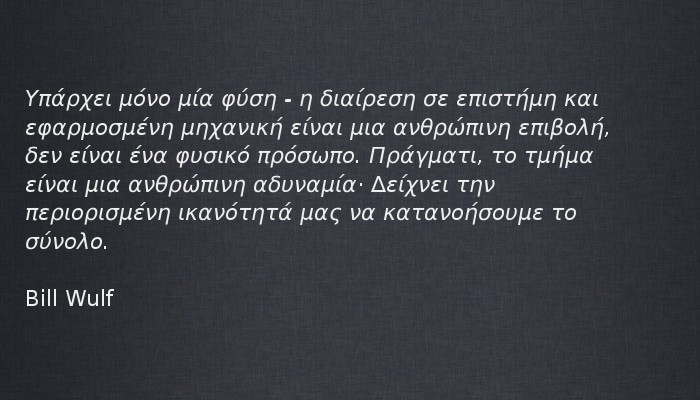 Υπάρχει μόνο μία φύση - η διαίρεση σε επιστήμη και
εφαρμοσμένη μηχανική είναι μια ανθρώπινη επιβολή,
δεν είναι ένα φυσικό πρόσωπο. Πράγματι, το τμήμα
είναι μια ανθρώπινη αδυναμία· Δείχνει την
περιορισμένη ικανότητά μας να κατανοήσουμε το
σύνολο.
Bill Wulf